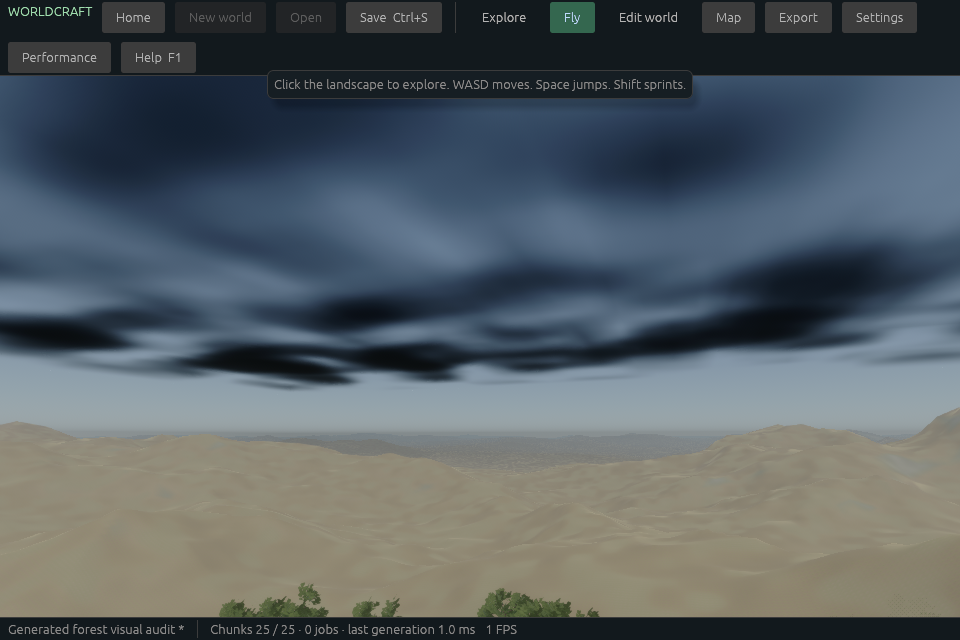 WORLDCRAFT Home New world Open Save Ctrl+S Explore Fly Edit world Map Export Settings
Performance Help F1
Click the landscape to explore. WASD moves. Space jumps. Shift sprints.
Generated forest visual audit * Chunks 25 / 25 · 0 jobs · last generation 1.0 ms 1 FPS